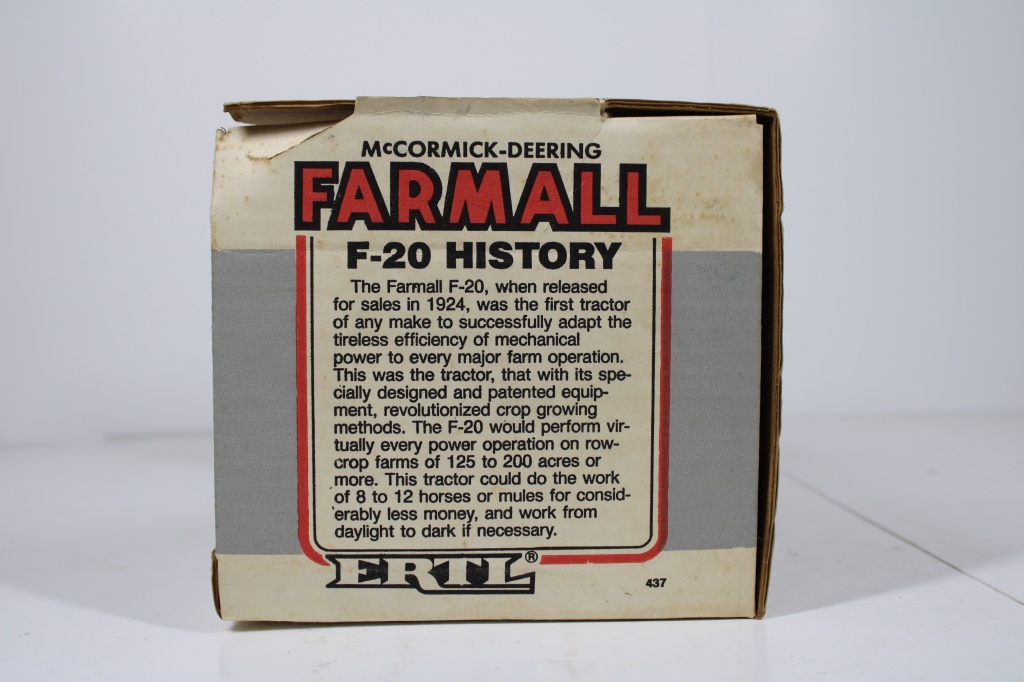 McCORMICK-DEERING
FARMALL
F-20 HISTORY
The Farmall F-20, when released
for sales in 1924, was the first tractor
of any make to successfully adapt the
tireless efficiency of mechanical
power to every major farm operation.
This was the tractor, that with its spe-
cially designed and patented equip-
ment, revolutionized crop growing
methods. The F-20 would perform vir-
tually every power operation on row-
crop farms of 125 to 200 acres or
more. This tractor could do the work
of 8 to 12 horses or mules for consid-
erably less money, and work from
daylight to dark if necessary.
ERTL®
437